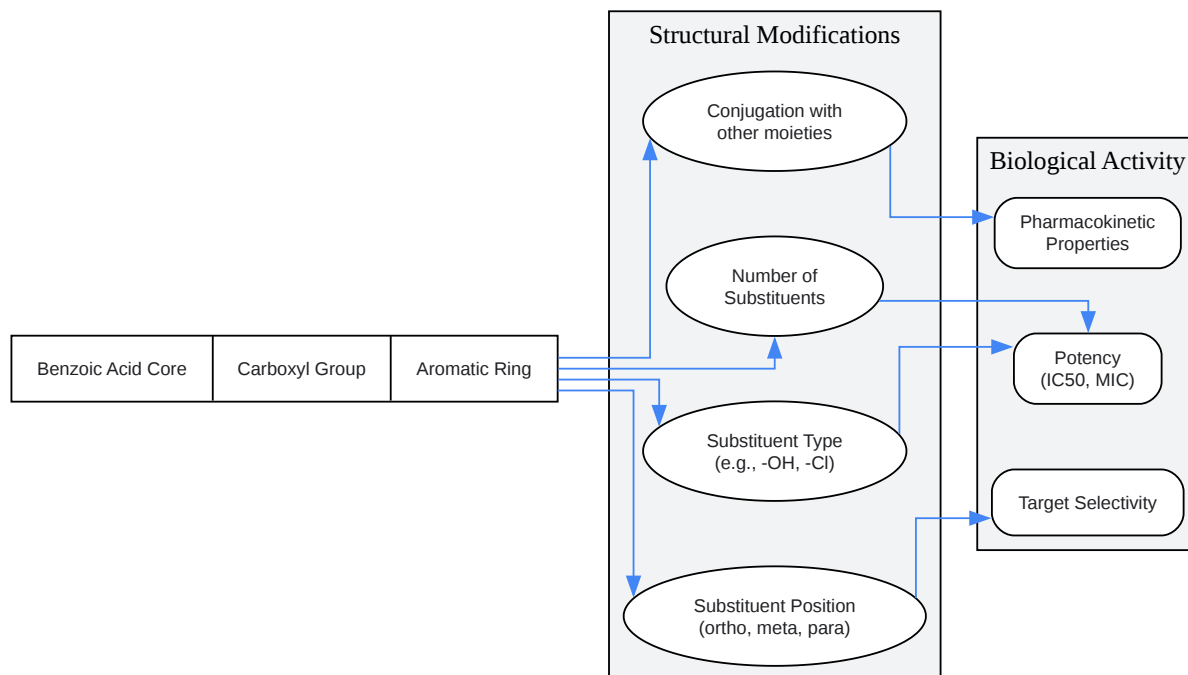 Structural Modifications
Conjugation with
other moieties
Biological Activity
Pharmacokinetic
Properties
Number of
Substituents
Benzoic Acid Core
Carboxyl Group
Aromatic Ring
Potency
(IC50, MIC)
Substituent Type
(e.g., -OH, -Cl)
Target Selectivity
Substituent Position
(ortho, meta, para)